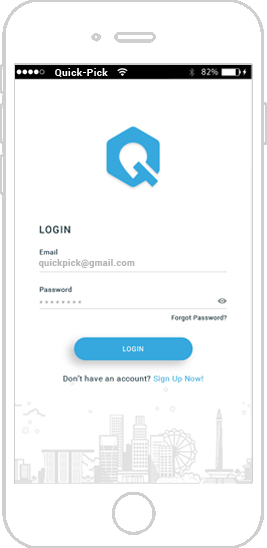 Quick-Pick 82%
LOGIN
Email
quickpick@gmail.com
Password
********
Forgot Password?
LOGIN
Don't have an account? Sign Up Now!